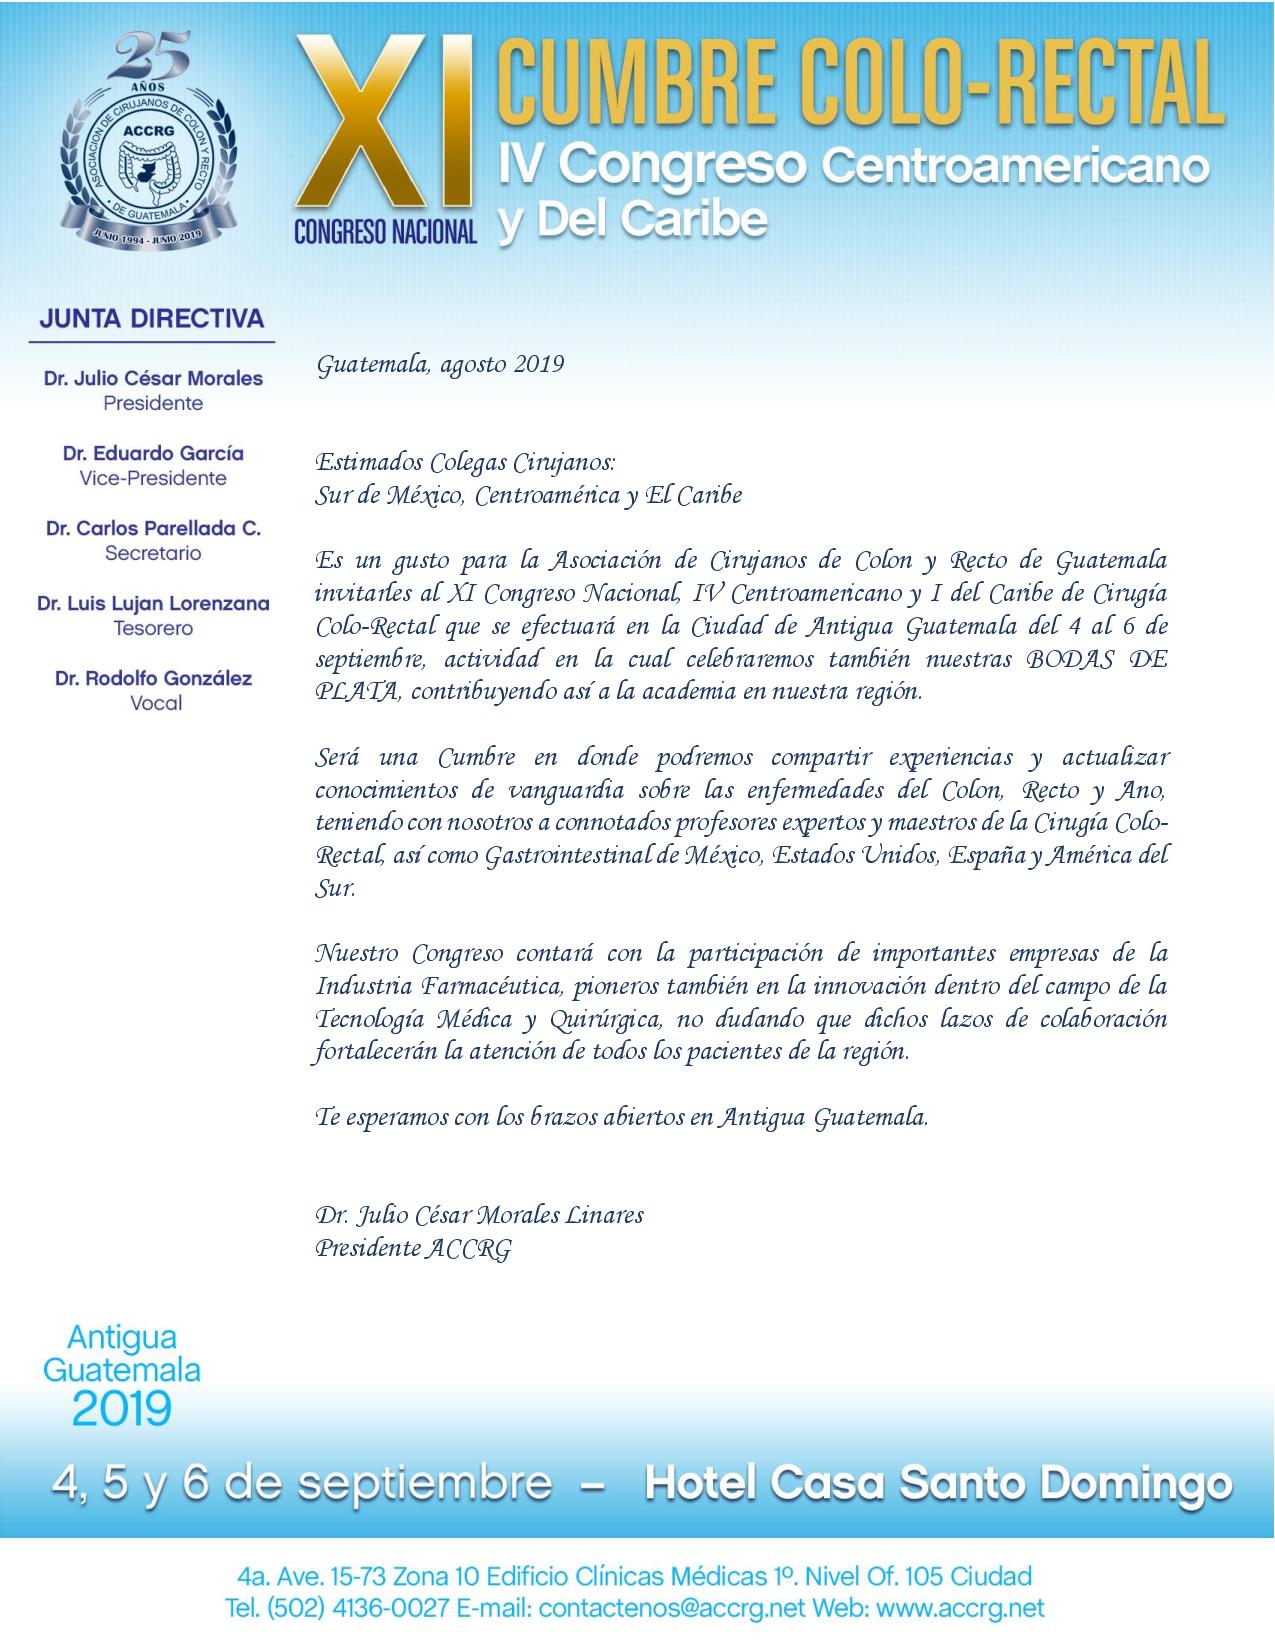 25
AÑOS
ASOCIACION DE CIRUJANOS DE COLON Y RECTO
ACCRG
• DE GUATEMALA •
JUNIO 1994 - JUNIO 2019
XI
CONGRESO NACIONAL
CUMBRE COLO-RECTAL
IV Congreso Centroamericano
y Del Caribe
JUNTA DIRECTIVA
Dr. Julio César Morales
Presidente
Dr. Eduardo García
Vice-Presidente
Dr. Carlos Parellada C.
Secretario
Dr. Luis Lujan Lorenzana
Tesorero
Dr. Rodolfo González
Vocal
Guatemala, agosto 2019
Estimados Colegas Cirujanos:
Sur de México, Centroamérica y El Caribe
Es un gusto para la Asociación de Cirujanos de Colon y Recto de Guatemala
invitarles al XI Congreso Nacional, IV Centroamericano y I del Caribe de Cirugía
Colo-Rectal que se efectuará en la Ciudad de Antigua Guatemala del 4 al 6 de
septiembre, actividad en la cual celebraremos también nuestras BODAS DE
PLATA, contribuyendo así a la academia en nuestra región.
Será una Cumbre en donde podremos compartir experiencias y actualizar
conocimientos de vanguardia sobre las enfermedades del Colon, Recto y Ano,
teniendo con nosotros a connotados profesores expertos y maestros de la Cirugía Colo-
Rectal, así como Gastrointestinal de México, Estados Unidos, España y América del
Sur.
Nuestro Congreso contará con la participación de importantes empresas de la
Industria Farmacéutica, pioneros también en la innovación dentro del campo de la
Tecnología Médica y Quirúrgica, no dudando que dichos lazos de colaboración
fortalecerán la atención de todos los pacientes de la región.
Te esperamos con los brazos abiertos en Antigua Guatemala.
Dr. Julio César Morales Linares
Presidente ACCRG
Antigua
Guatemala
2019
4, 5 y 6 de septiembre – Hotel Casa Santo Domingo
4a. Ave. 15-73 Zona 10 Edificio Clínicas Médicas 1º. Nivel Of. 105 Ciudad
Tel. (502) 4136-0027 E-mail: contactenos@accrg.net Web: www.accrg.net